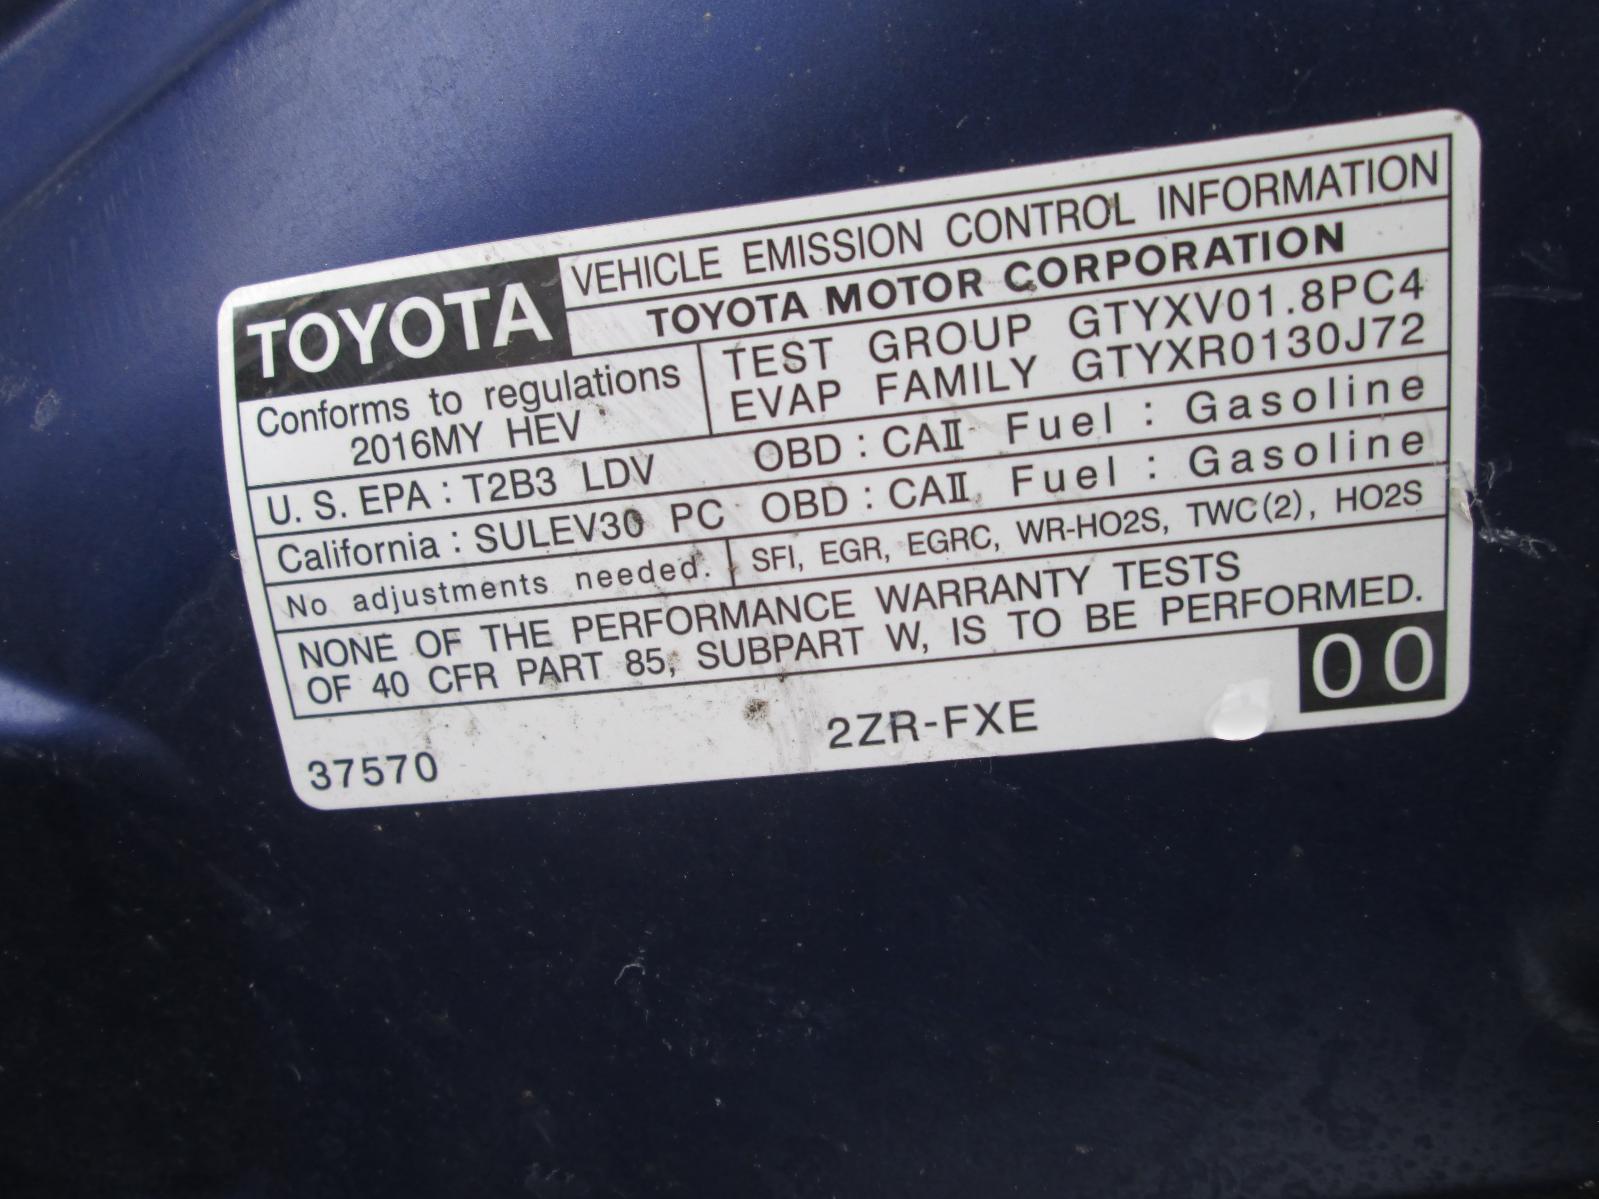 TOYOTA VEHICLE EMISSION CONTROL INFORMATION
TOYOTA MOTOR CORPORATION
Conforms to regulations
2016MY HEV
TEST GROUP GTYXV01.8PC4
EVAP FAMILY GTYXR0130J72
U. S. EPA : T2B3 LDV OBD : CAⅡ Fuel : Gasoline
California : SULEV30 PC OBD : CAⅡ Fuel : Gasoline
No adjustments needed. SFI, EGR, EGRC, WR-HO2S, TWC(2), HO2S
NONE OF THE PERFORMANCE WARRANTY TESTS
OF 40 CFR PART 85, SUBPART W, IS TO BE PERFORMED.
00
37570 2ZR-FXE